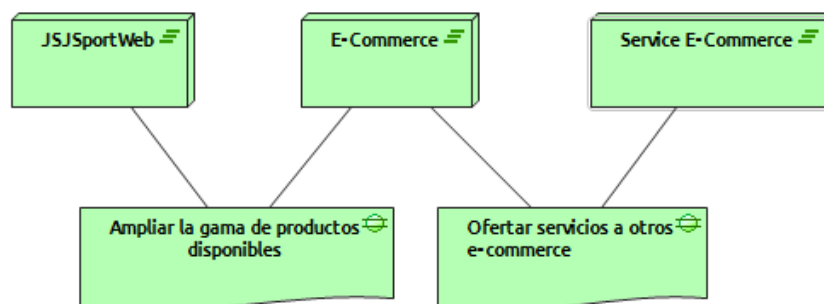 JSJSportWeb
E-Commerce
Service E-Commerce
Ampliar la gama de productos
disponibles
Ofertar servicios a otros
e-commerce